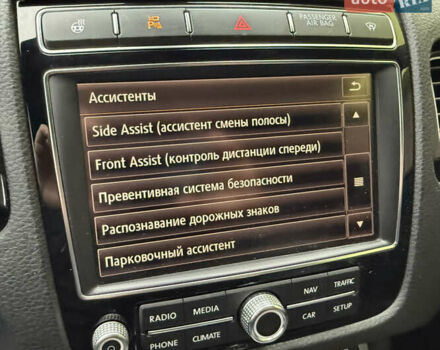 PASSENGER
AIR BAG
Ассистенты
Side Assist (ассистент смены полосы)
Front Assist (контроль дистанции спереди)
Превентивная система безопасности
Распознавание дорожных знаков
Парковочный ассистент
RADIO
MEDIA
NAV
TRAFFIC
PHONE
CLIMATE
CAR
SETUP